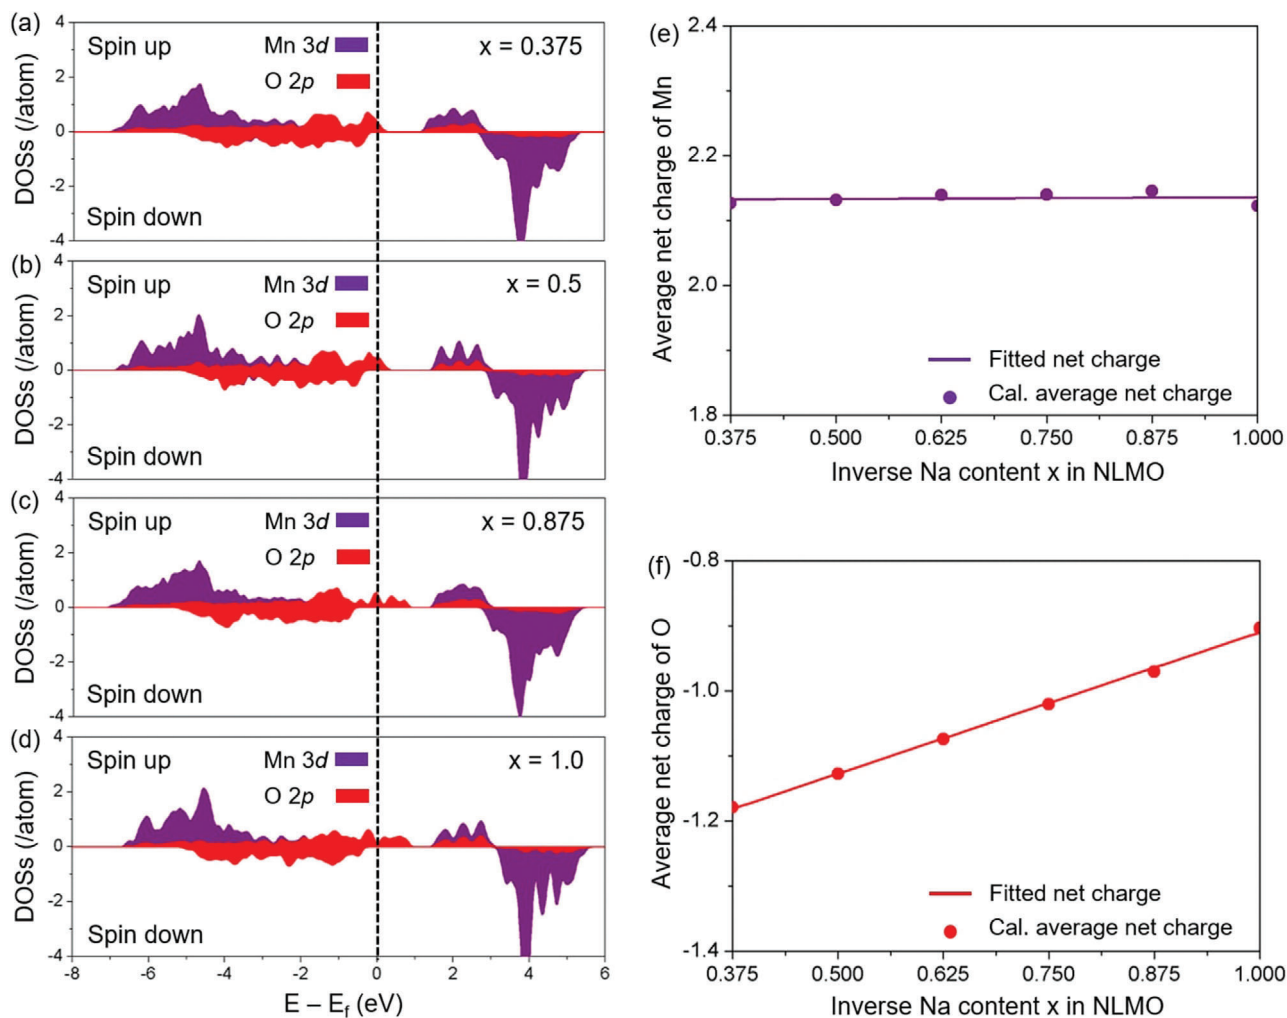 (a)
4
2
0
-2
-4
DOSs (/atom)
Spin up
Mn 3d
O 2p
x = 0.375
Spin down
(b)
4
2
0
-2
-4
DOSs (/atom)
Spin up
Mn 3d
O 2p
x = 0.5
Spin down
(c)
4
2
0
-2
-4
DOSs (/atom)
Spin up
Mn 3d
O 2p
x = 0.875
Spin down
(d)
4
2
0
-2
-4
DOSs (/atom)
Spin up
Mn 3d
O 2p
x = 1.0
Spin down
-8 -6 -4 -2 0 2 4 6
E – Ef (eV)
(e)
2.4
2.2
2.0
1.8
Average net charge of Mn
Fitted net charge
Cal. average net charge
0.375 0.500 0.625 0.750 0.875 1.000
Inverse Na content x in NLMO
(f)
-0.8
-1.0
-1.2
-1.4
Average net charge of O
Fitted net charge
Cal. average net charge
0.375 0.500 0.625 0.750 0.875 1.000
Inverse Na content x in NLMO